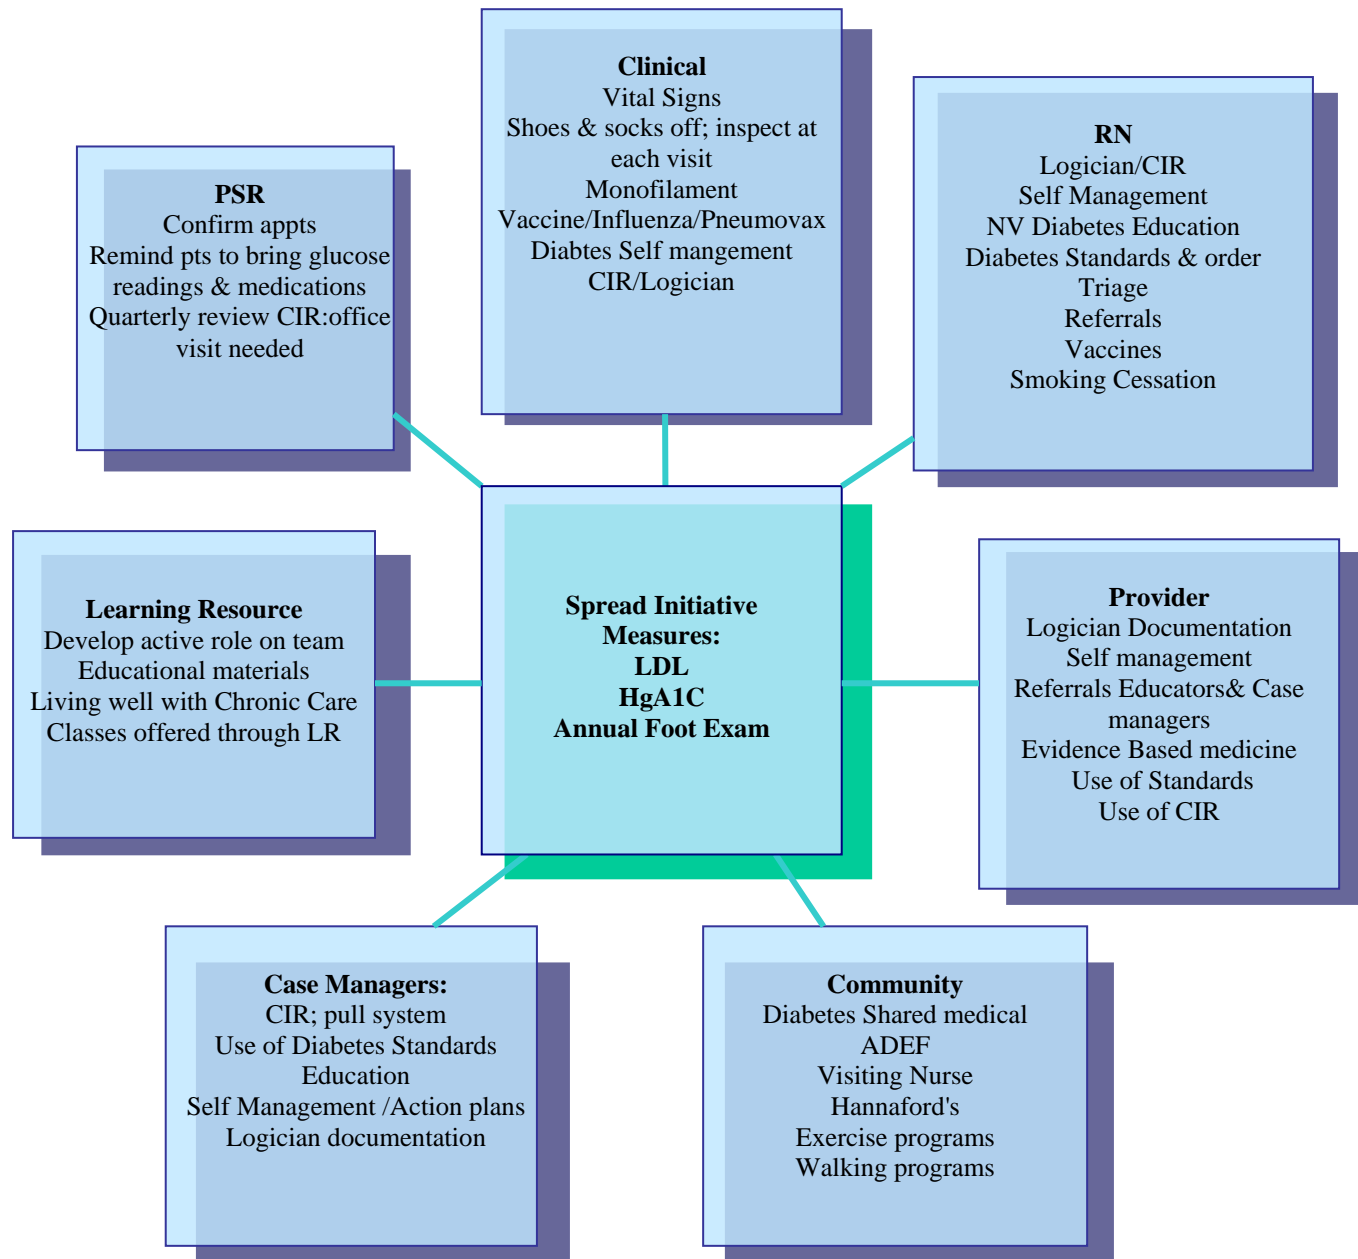 Clinical
Vital Signs
Shoes & socks off; inspect at
each visit
Monofilament
Vaccine/Influenza/Pneumovax
Diabtes Self mangement
CIR/Logician
RN
Logician/CIR
Self Management
NV Diabetes Education
Diabetes Standards & order
Triage
Referrals
Vaccines
Smoking Cessation
PSR
Confirm appts
Remind pts to bring glucose
readings & medications
Quarterly review CIR:office
visit needed
Learning Resource
Develop active role on team
Educational materials
Living well with Chronic Care
Classes offered through LR
Spread Initiative
Measures:
LDL
HgA1C
Annual Foot Exam
Provider
Logician Documentation
Self management
Referrals Educators& Case
managers
Evidence Based medicine
Use of Standards
Use of CIR
Case Managers:
CIR; pull system
Use of Diabetes Standards
Education
Self Management /Action plans
Logician documentation
Community
Diabetes Shared medical
ADEF
Visiting Nurse
Hannaford's
Exercise programs
Walking programs